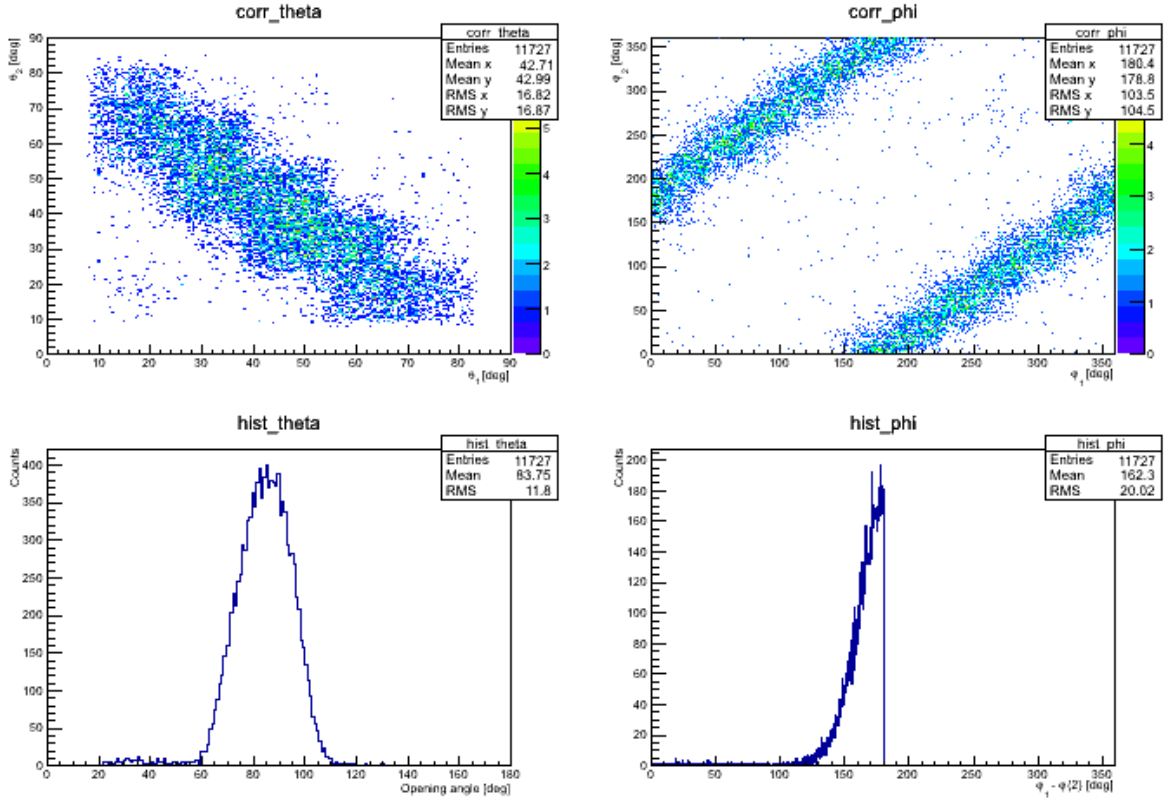 corr_theta
θ2 [deg]
90
80
70
60
50
40
30
20
10
0
0 10 20 30 40 50 60 70 80 90
θ1 [deg]
corr_theta
Entries 11727
Mean x 42.71
Mean y 42.99
RMS x 16.82
RMS y 16.87
5
4
3
2
1
0
corr_phi
φ2 [deg]
350
300
250
200
150
100
50
0
0 50 100 150 200 250 300 350
φ1 [deg]
corr_phi
Entries 11727
Mean x 180.4
Mean y 178.8
RMS x 103.5
RMS y 104.5
4
3
2
1
0
hist_theta
Counts
400
350
300
250
200
150
100
50
0
0 20 40 60 80 100 120 140 160 180
Opening angle [deg]
hist_theta
Entries 11727
Mean 83.75
RMS 11.8
hist_phi
Counts
200
180
160
140
120
100
80
60
40
20
0
0 50 100 150 200 250 300 350
φ1 - φ{2} [deg]
hist_phi
Entries 11727
Mean 162.3
RMS 20.02